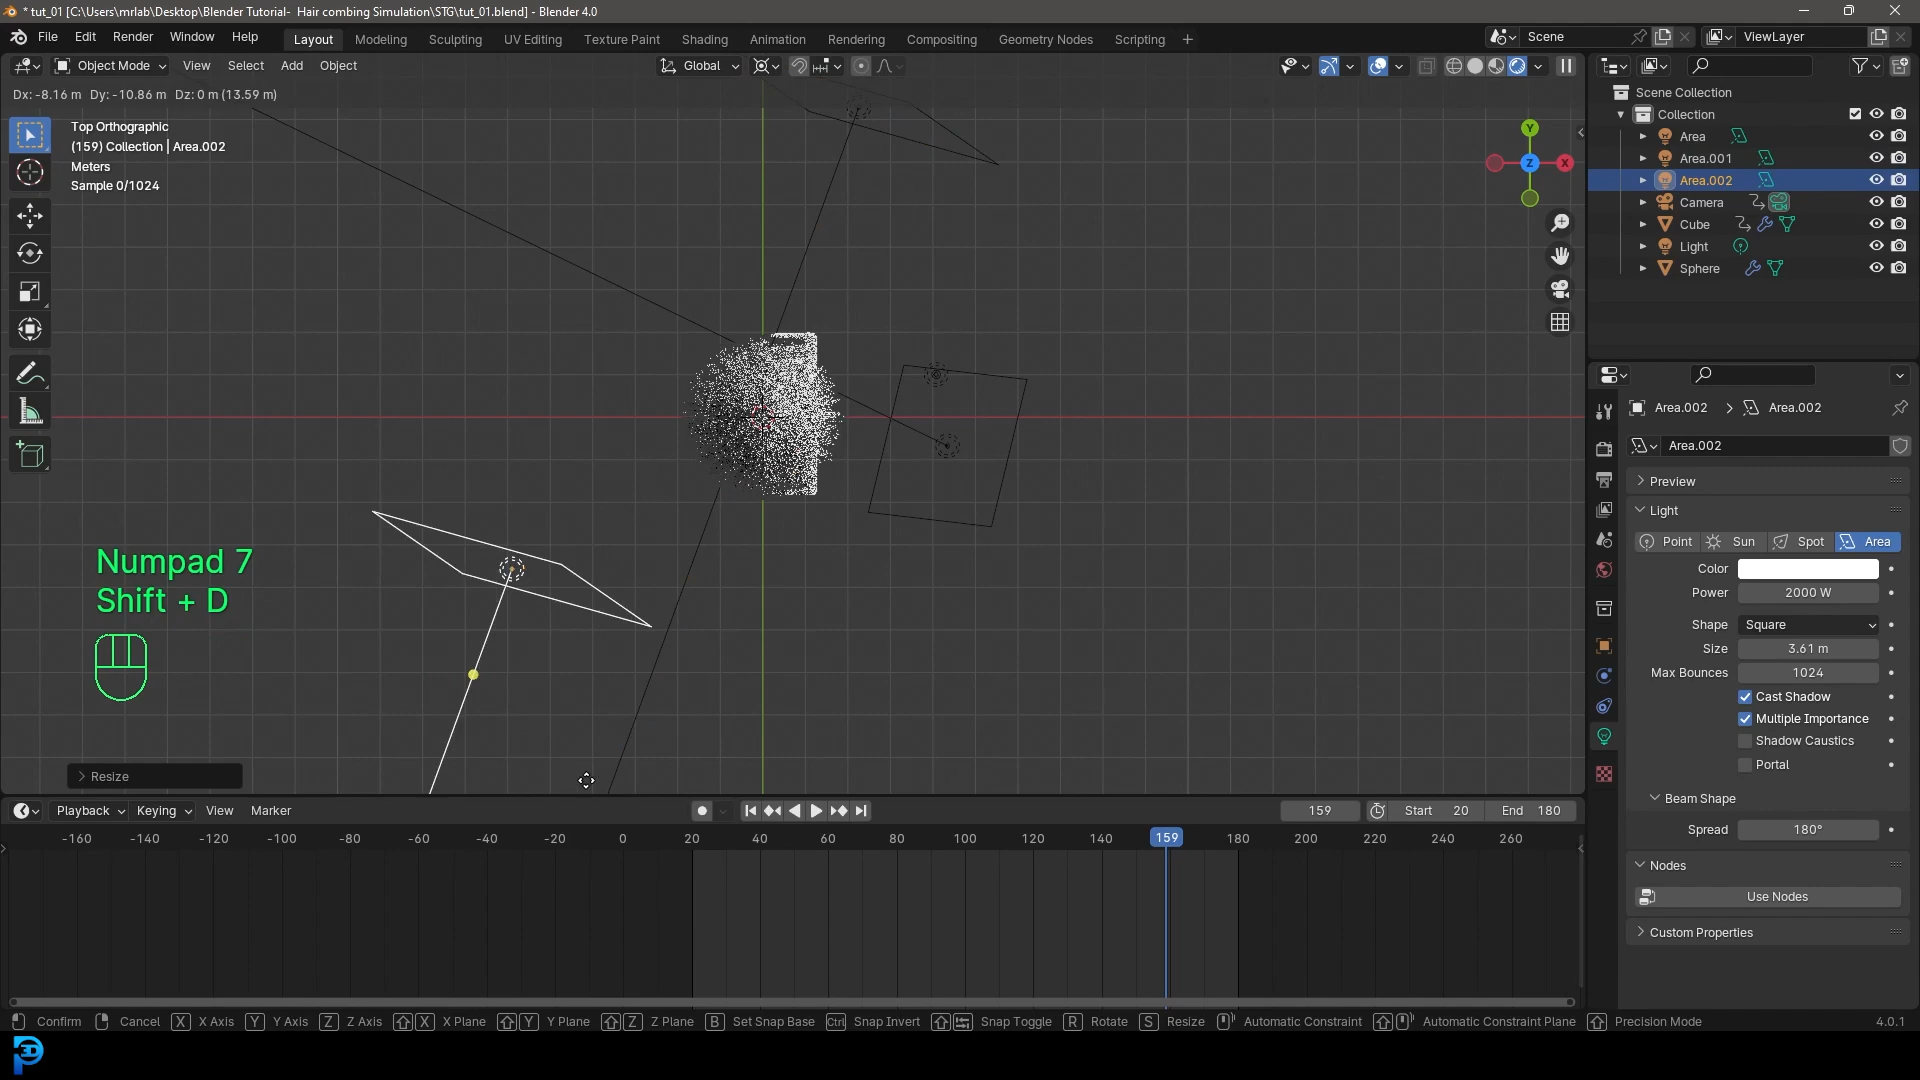 * tut_01 [C:\Users\mrlab\Desktop\Blender Tutorial- Hair combing Simulation\STG\tut_01.blend] - Blender 4.0
File Edit Render Window Help Layout Modeling Sculpting UV Editing Texture Paint Shading Animation Rendering Compositing Geometry Nodes Scripting + Scene ViewLayer
Object Mode View Select Add Object Global
Dx: -8.16 m Dy: -10.86 m Dz: 0 m (13.59 m)
Top Orthographic
(159) Collection | Area.002
Meters
Sample 0/1024
Y
Z X
Numpad 7
Shift + D
Resize
Scene Collection
Collection
Area
Area.001
Area.002
Camera
Cube
Light
Sphere
Area.002 > Area.002
Area.002
Preview
Light
Point Sun Spot Area
Color
Power 2000 W
Shape Square
Size 3.61 m
Max Bounces 1024
Cast Shadow
Multiple Importance
Shadow Caustics
Portal
Beam Shape
Spread 180°
Nodes
Use Nodes
Custom Properties
Playback Keying View Marker 159 Start 20 End 180
-160 -140 -120 -100 -80 -60 -40 -20 0 20 40 60 80 100 120 140 159 180 200 220 240 260
Confirm Cancel X X Axis Y Y Axis Z Z Axis X X Plane Y Y Plane Z Z Plane B Set Snap Base Ctrl Snap Invert Snap Toggle R Rotate S Resize Automatic Constraint Automatic Constraint Plane Precision Mode 4.0.1
3D